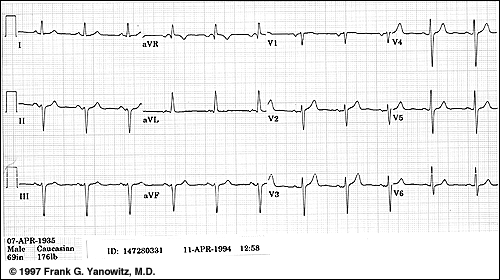 I aVR V1 V4
II aVL V2 V5
III aVF V3 V6
07-APR-1935
Male Caucasian ID: 147280331 11-APR-1994 12:58
69in 176lb
© 1997 Frank G. Yanowitz, M.D.